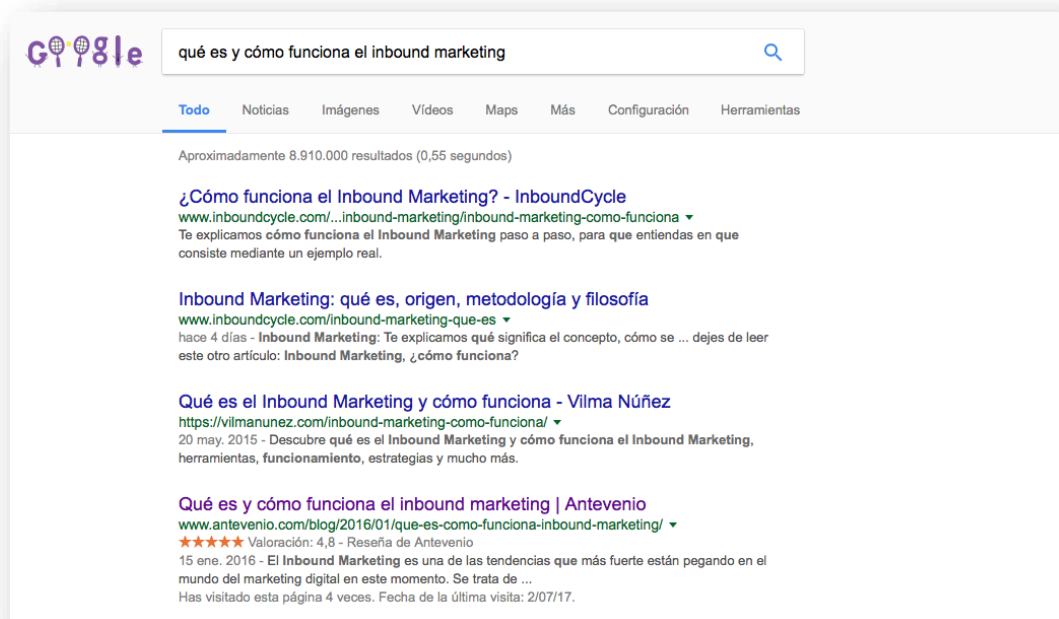 Google
qué es y cómo funciona el inbound marketing
Todo Noticias Imágenes Vídeos Maps Más Configuración Herramientas
Aproximadamente 8.910.000 resultados (0,55 segundos)
¿Cómo funciona el Inbound Marketing? - InboundCycle
www.inboundcycle.com/...inbound-marketing/inbound-marketing-como-funciona
Te explicamos cómo funciona el Inbound Marketing paso a paso, para que entiendas en que
consiste mediante un ejemplo real.
Inbound Marketing: qué es, origen, metodología y filosofía
www.inboundcycle.com/inbound-marketing-que-es
hace 4 días - Inbound Marketing: Te explicamos qué significa el concepto, cómo se ... dejes de leer
este otro artículo: Inbound Marketing, ¿cómo funciona?
Qué es el Inbound Marketing y cómo funciona - Vilma Núñez
https://vilmanunez.com/inbound-marketing-como-funciona/
20 may. 2015 - Descubre qué es el Inbound Marketing y cómo funciona el Inbound Marketing,
herramientas, funcionamiento, estrategias y mucho más.
Qué es y cómo funciona el inbound marketing | Antevenio
www.antevenio.com/blog/2016/01/que-es-como-funciona-inbound-marketing/
★★★★★ Valoración: 4,8 - Reseña de Antevenio
15 ene. 2016 - El Inbound Marketing es una de las tendencias que más fuerte están pegando en el
mundo del marketing digital en este momento. Se trata de ...
Has visitado esta página 4 veces. Fecha de la última visita: 2/07/17.